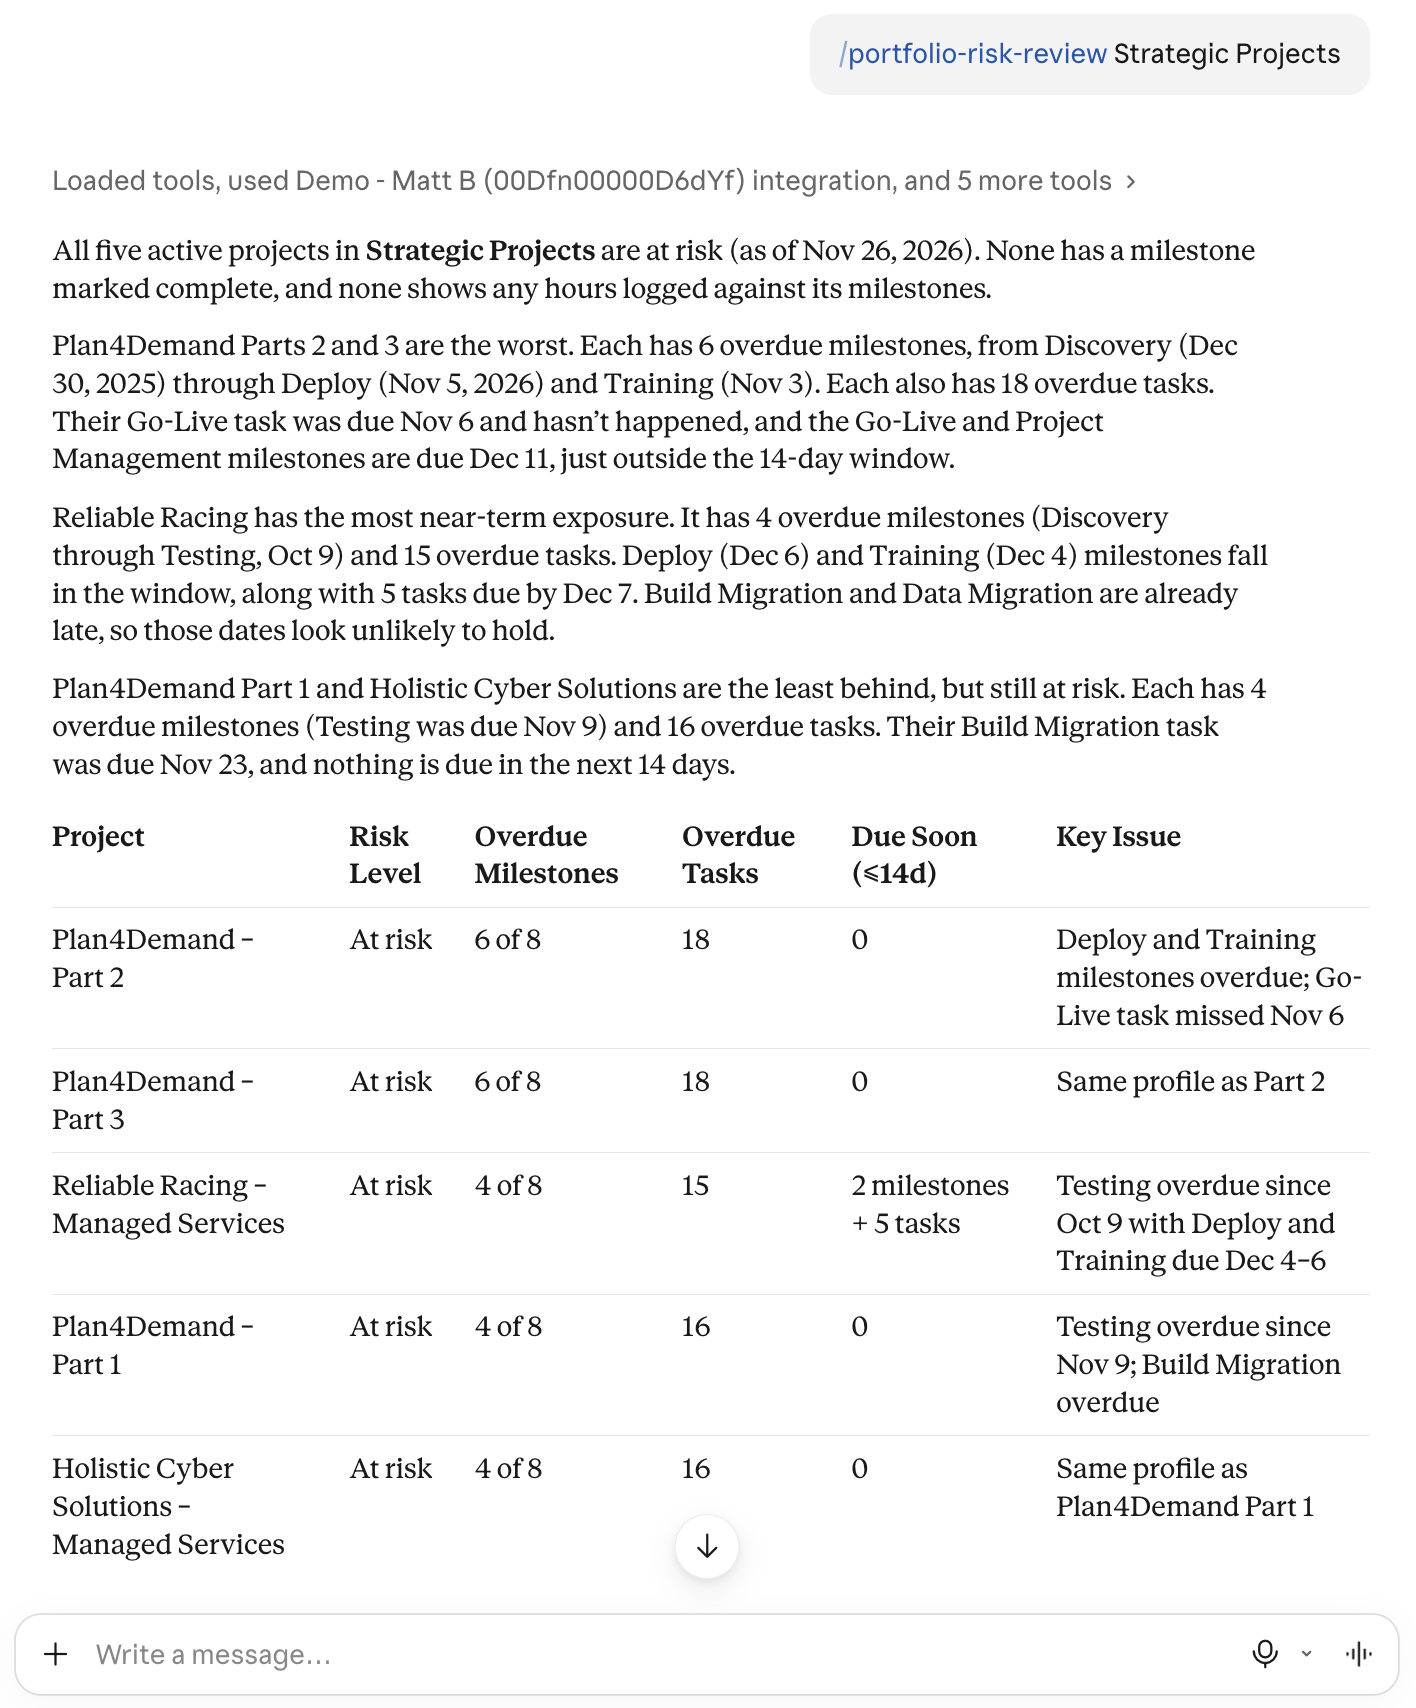 /portfolio-risk-review Strategic Projects
Loaded tools, used Demo - Matt B (00Dfn00000D6dYf) integration, and 5 more tools >
All five active projects in Strategic Projects are at risk (as of Nov 26, 2026). None has a milestone
marked complete, and none shows any hours logged against its milestones.
Plan4Demand Parts 2 and 3 are the worst. Each has 6 overdue milestones, from Discovery (Dec
30, 2025) through Deploy (Nov 5, 2026) and Training (Nov 3). Each also has 18 overdue tasks.
Their Go-Live task was due Nov 6 and hasn’t happened, and the Go-Live and Project
Management milestones are due Dec 11, just outside the 14-day window.
Reliable Racing has the most near-term exposure. It has 4 overdue milestones (Discovery
through Testing, Oct 9) and 15 overdue tasks. Deploy (Dec 6) and Training (Dec 4) milestones fall
in the window, along with 5 tasks due by Dec 7. Build Migration and Data Migration are already
late, so those dates look unlikely to hold.
Plan4Demand Part 1 and Holistic Cyber Solutions are the least behind, but still at risk. Each has 4
overdue milestones (Testing was due Nov 9) and 16 overdue tasks. Their Build Migration task
was due Nov 23, and nothing is due in the next 14 days.
Project Risk Overdue Overdue Due Soon Key Issue
Level Milestones Tasks (≤14d)
Plan4Demand – At risk 6 of 8 18 0 Deploy and Training
Part 2 milestones overdue; Go-
Live task missed Nov 6
Plan4Demand – At risk 6 of 8 18 0 Same profile as Part 2
Part 3
Reliable Racing – At risk 4 of 8 15 2 milestones Testing overdue since
Managed Services + 5 tasks Oct 9 with Deploy and
Training due Dec 4–6
Plan4Demand – At risk 4 of 8 16 0 Testing overdue since
Part 1 Nov 9; Build Migration
overdue
Holistic Cyber At risk 4 of 8 16 0 Same profile as
Solutions – Plan4Demand Part 1
Managed Services
Write a message...